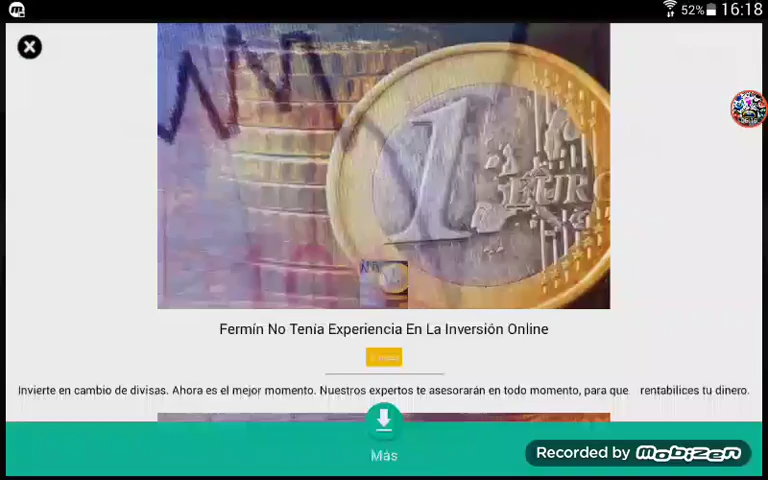 52% 16:18
1 EURO
Fermín No Tenía Experiencia En La Inversión Online
Invierte en cambio de divisas. Ahora es el mejor momento. Nuestros expertos te asesorarán en todo momento, para que rentabilices tu dinero.
Más
Recorded by mobizen